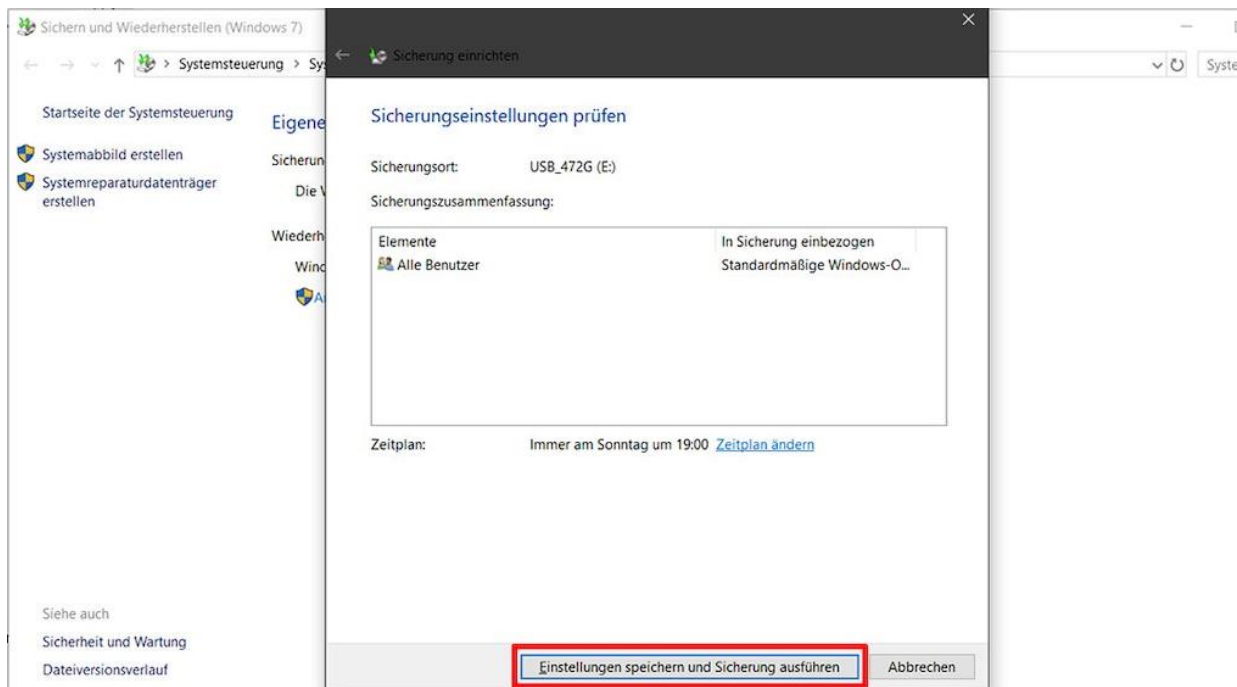 Sichern und Wiederherstellen (Windows 7)
Systemsteuerung
Startseite der Systemsteuerung
Systemabbild erstellen
Systemreparaturdatenträger
erstellen
Eigene
Die
Siehe auch
Sicherheit und Wartung
Dateiversionsverlauf
Sicherung einrichten
Sicherungseinstellungen prüfen
Sicherungsort: USB_472G (E:)
Sicherungszusammenfassung:
Elemente In Sicherung einbezogen
Alle Benutzer Standardmäßige Windows-O...
Zeitplan: Immer am Sonntag um 19:00 Zeitplan ändern
Einstellungen speichern und Sicherung ausführen Abbrechen